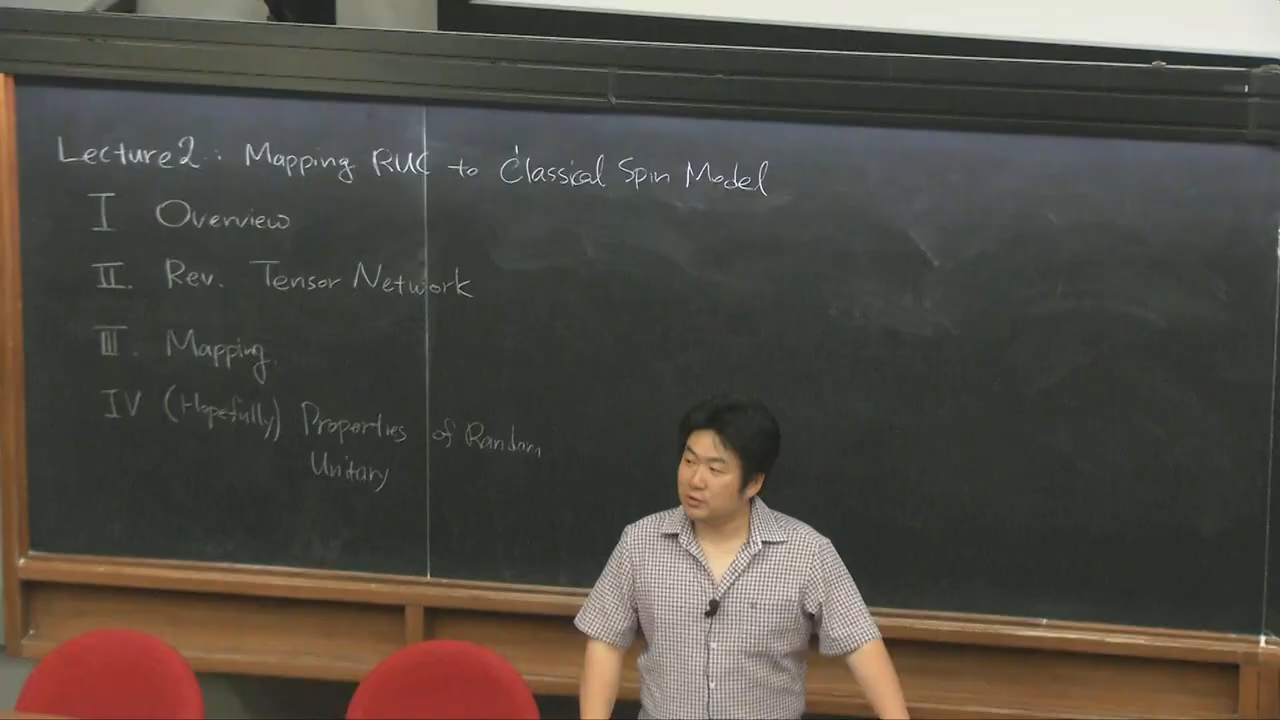 Lecture 2 : Mapping RUC to Classical Spin Model
I Overview
II. Rev. Tensor Network
III. Mapping
IV (Hopefully) Properties of Random
Unitary